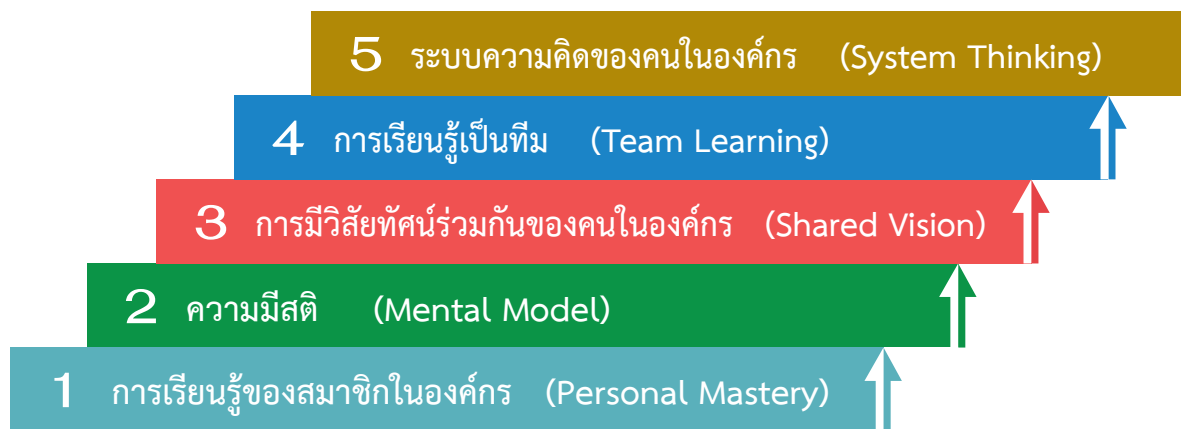 5 ระบบความคิดของคนในองค์กร (System Thinking)
4 การเรียนรู้เป็นทีม (Team Learning)
3 การมีวิสัยทัศน์ร่วมกันของคนในองค์กร (Shared Vision)
2 ความมีสติ (Mental Model)
1 การเรียนรู้ของสมาชิกในองค์กร (Personal Mastery)